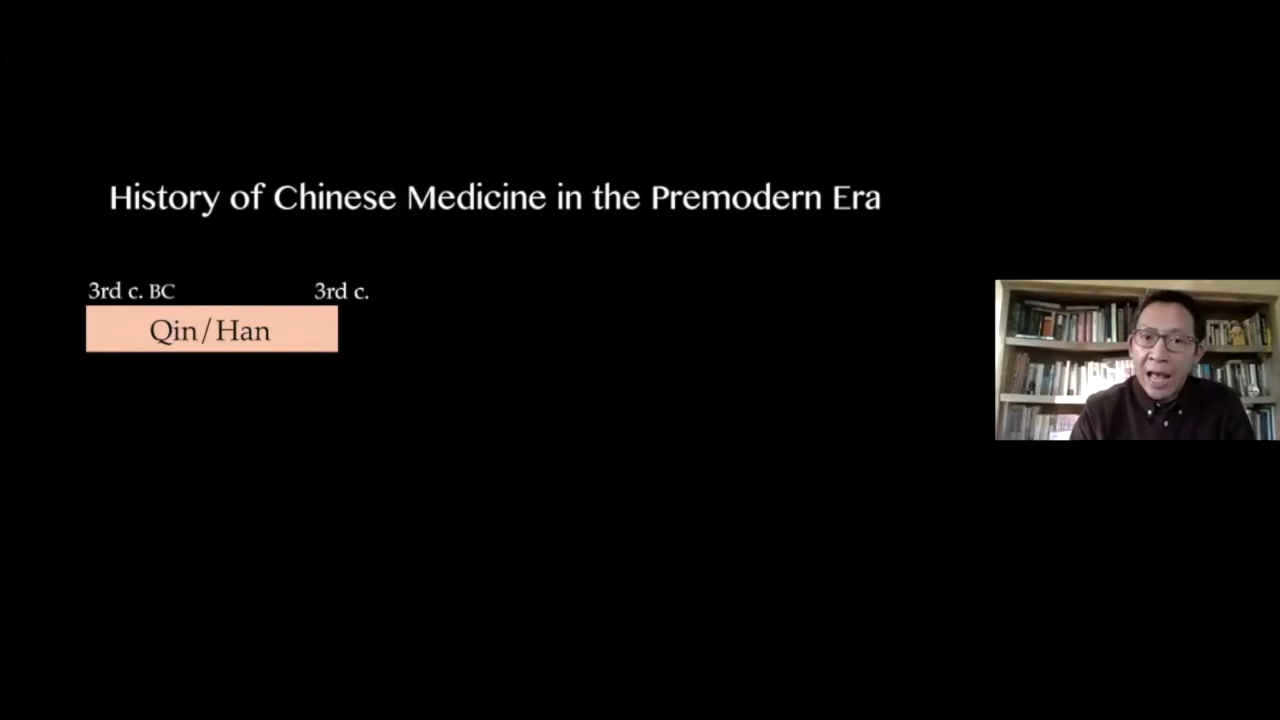 History of Chinese Medicine in the Premodern Era
3rd c. BC 3rd c.
Qin/Han